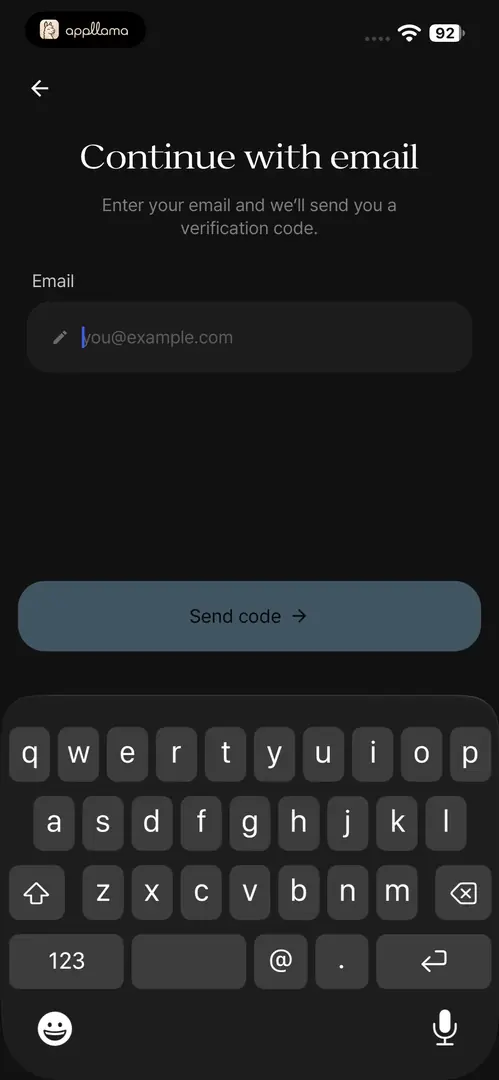 appllama
92
Continue with email
Enter your email and we'll send you a
verification code.
Email
you@example.com
Send code →
q w e r t y u i o p
a s d f g h j k l
z x c v b n m
123 @ .